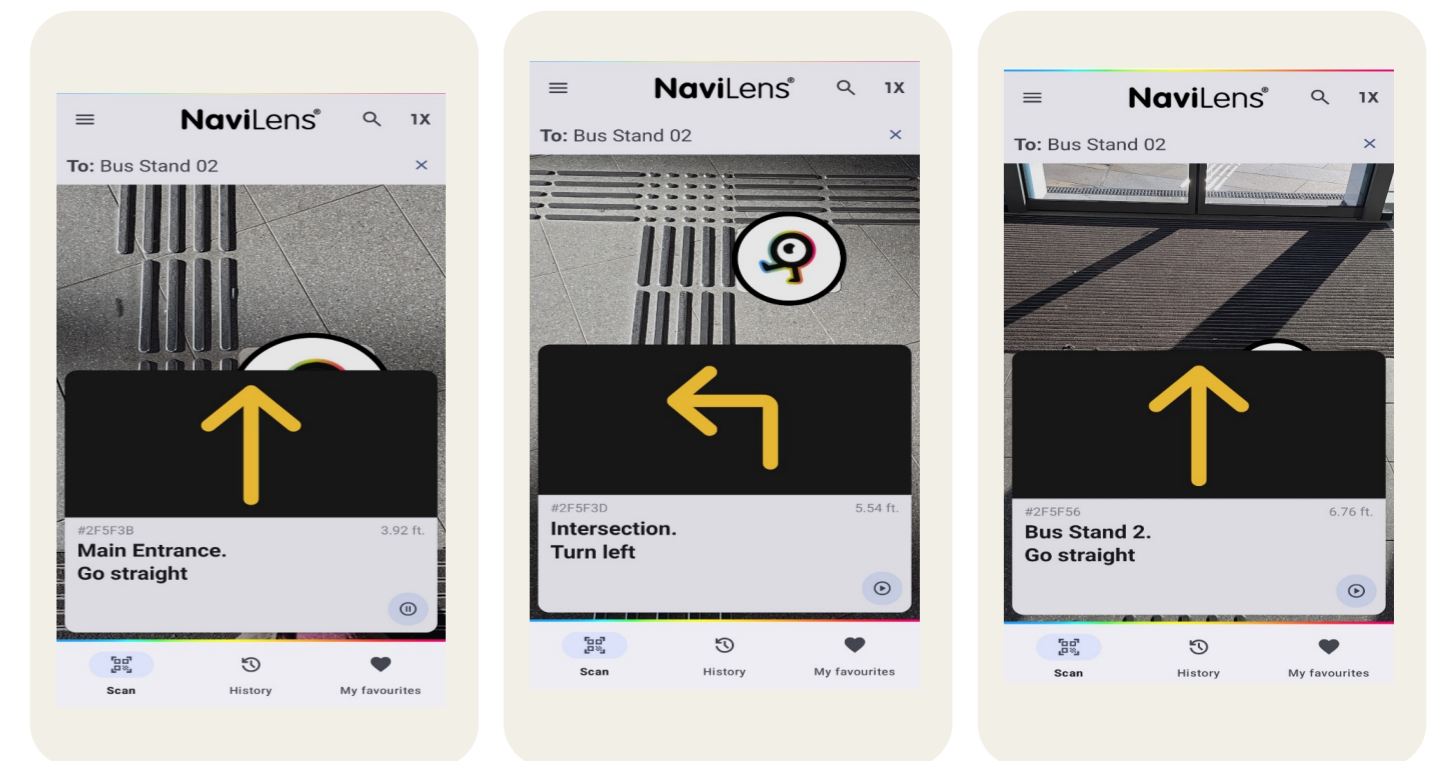 NaviLens®
1X
To: Bus Stand 02
#2F5F3B
3.92 ft.
Main Entrance.
Go straight
Scan
History
My favourites
NaviLens®
1X
To: Bus Stand 02
#2F5F3D
5.54 ft.
Intersection.
Turn left
Scan
History
My favourites
NaviLens®
1X
To: Bus Stand 02
#2F5F56
6.76 ft.
Bus Stand 2.
Go straight
Scan
History
My favourites